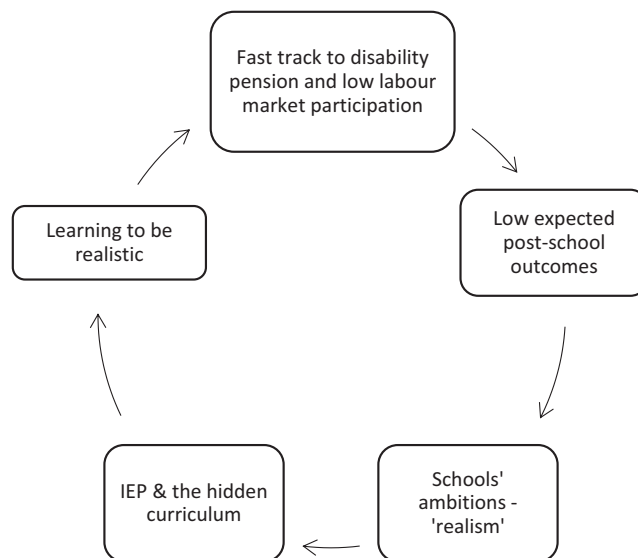 Fast track to disability
pension and low labour
market participation
Low expected
post-school
outcomes
Schools'
ambitions -
'realism'
IEP & the hidden
curriculum
Learning to be
realistic